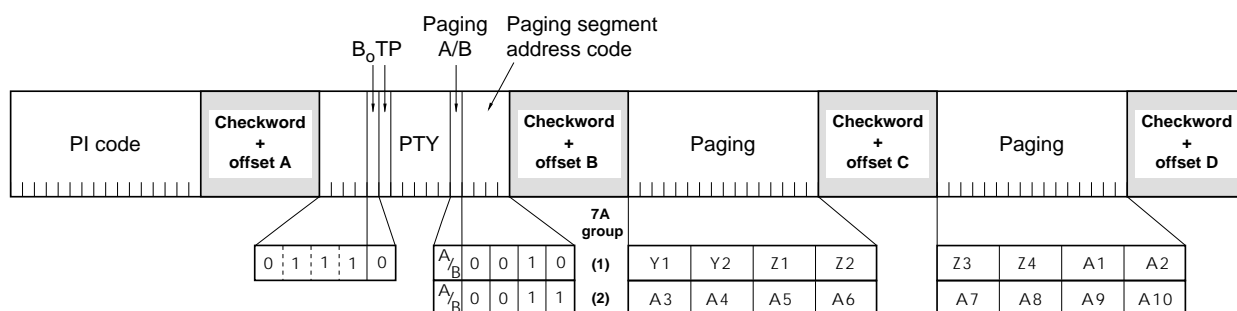 Paging Paging segment
BoTP A/B address code
PI code
Checkword
+
offset A
PTY
Checkword
+
offset B
Paging
Checkword
+
offset C
Paging
Checkword
+
offset D
7A
group
0 1 1 1 0
A/B 0 0 1 0 (1) Y1 Y2 Z1 Z2 Z3 Z4 A1 A2
A/B 0 0 1 1 (2) A3 A4 A5 A6 A7 A8 A9 A10